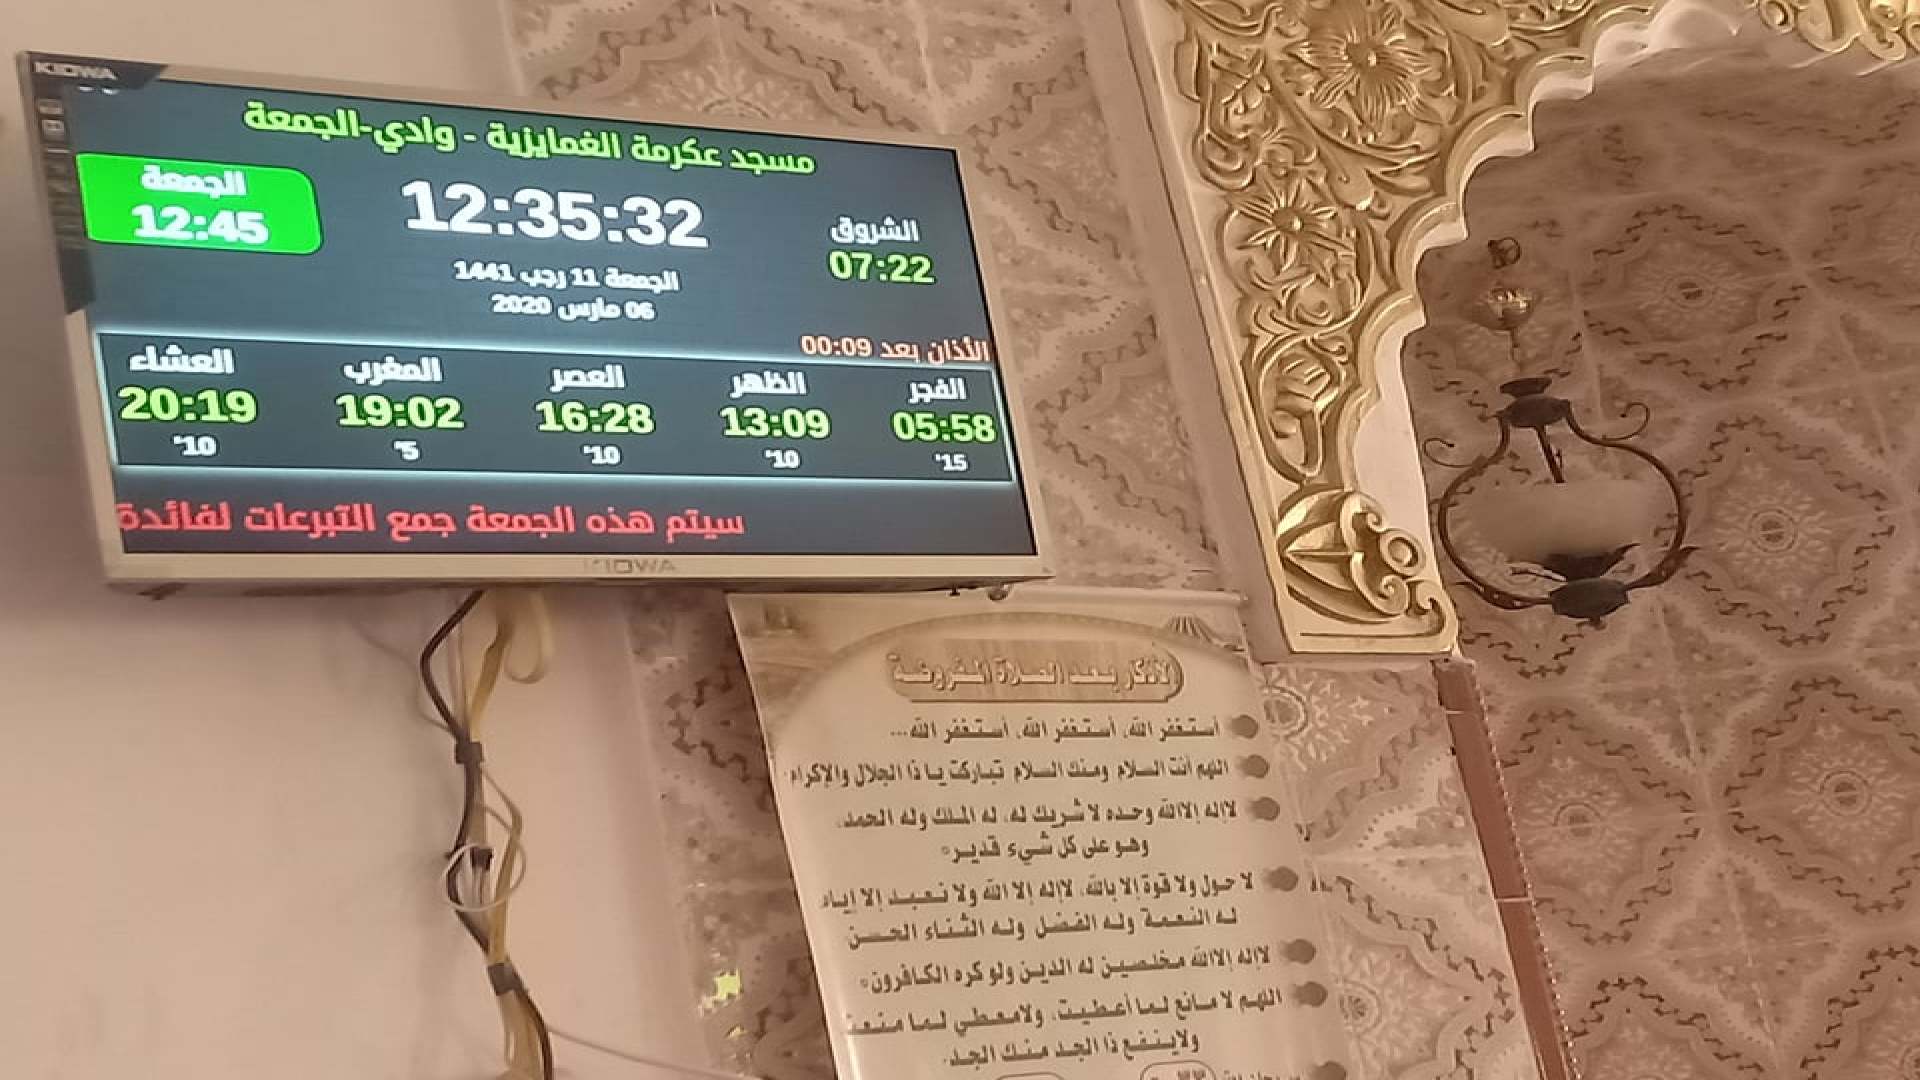 KIOWA
مسجد عكرمة الغمايزية - وادي-الجمعة
الشروق
07:22
12:35:32
الجمعة
12:45
الجمعة 11 رجب 1441
06 مارس 2020
الأذان بعد 00:09
الفجر الظهر العصر المغرب العشاء
05:58 13:09 16:28 19:02 20:19
15' 10' 10' 5' 10'
سيتم هذه الجمعة جمع التبرعات لفائدة
KIOWA
لأذكار بعد الصلاة المفروضة
أستغفر الله، أستغفر الله، أستغفر الله...
اللهم أنت السلام ومنك السلام تباركت يا ذا الجلال والإكرام
لا إله إلا الله وحده لا شريك له، له الملك وله الحمد،
وهو على كل شيء قدير
لا حول ولا قوة إلا بالله، لا إله إلا الله ولا نعبد إلا إياه
له النعمة وله الفضل وله الثناء الحسن
لا إله إلا الله مخلصين له الدين ولو كره الكافرون
اللهم لا مانع لما أعطيت، ولا معطي لما منعت
ولا ينفع ذا الجد منك الجد